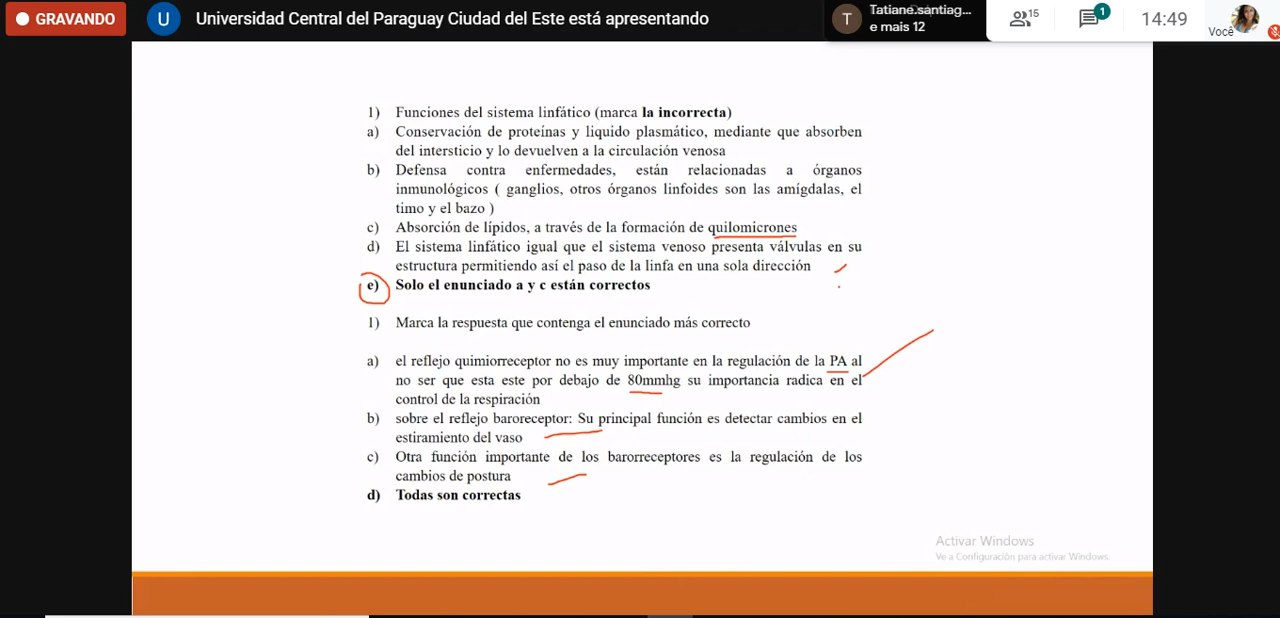 GRAVANDO
U
Universidad Central del Paraguay Ciudad del Este está apresentando
T
Tatiane.santiag...
e mais 12
15
1
14:49
Você
1) Funciones del sistema linfático (marca la incorrecta)
a) Conservación de proteínas y liquido plasmático, mediante que absorben
del intersticio y lo devuelven a la circulación venosa
b) Defensa contra enfermedades, están relacionadas a órganos
inmunológicos ( ganglios, otros órganos linfoides son las amígdalas, el
timo y el bazo )
c) Absorción de lípidos, a través de la formación de quilomicrones
d) El sistema linfático igual que el sistema venoso presenta válvulas en su
estructura permitiendo así el paso de la linfa en una sola dirección
e) Solo el enunciado a y c están correctos
1) Marca la respuesta que contenga el enunciado más correcto
a) el reflejo quimiorreceptor no es muy importante en la regulación de la PA al
no ser que esta este por debajo de 80mmhg su importancia radica en el
control de la respiración
b) sobre el reflejo baroreceptor: Su principal función es detectar cambios en el
estiramiento del vaso
c) Otra función importante de los barorreceptores es la regulación de los
cambios de postura
d) Todas son correctas
Activar Windows
Ve a Configuración para activar Windows.